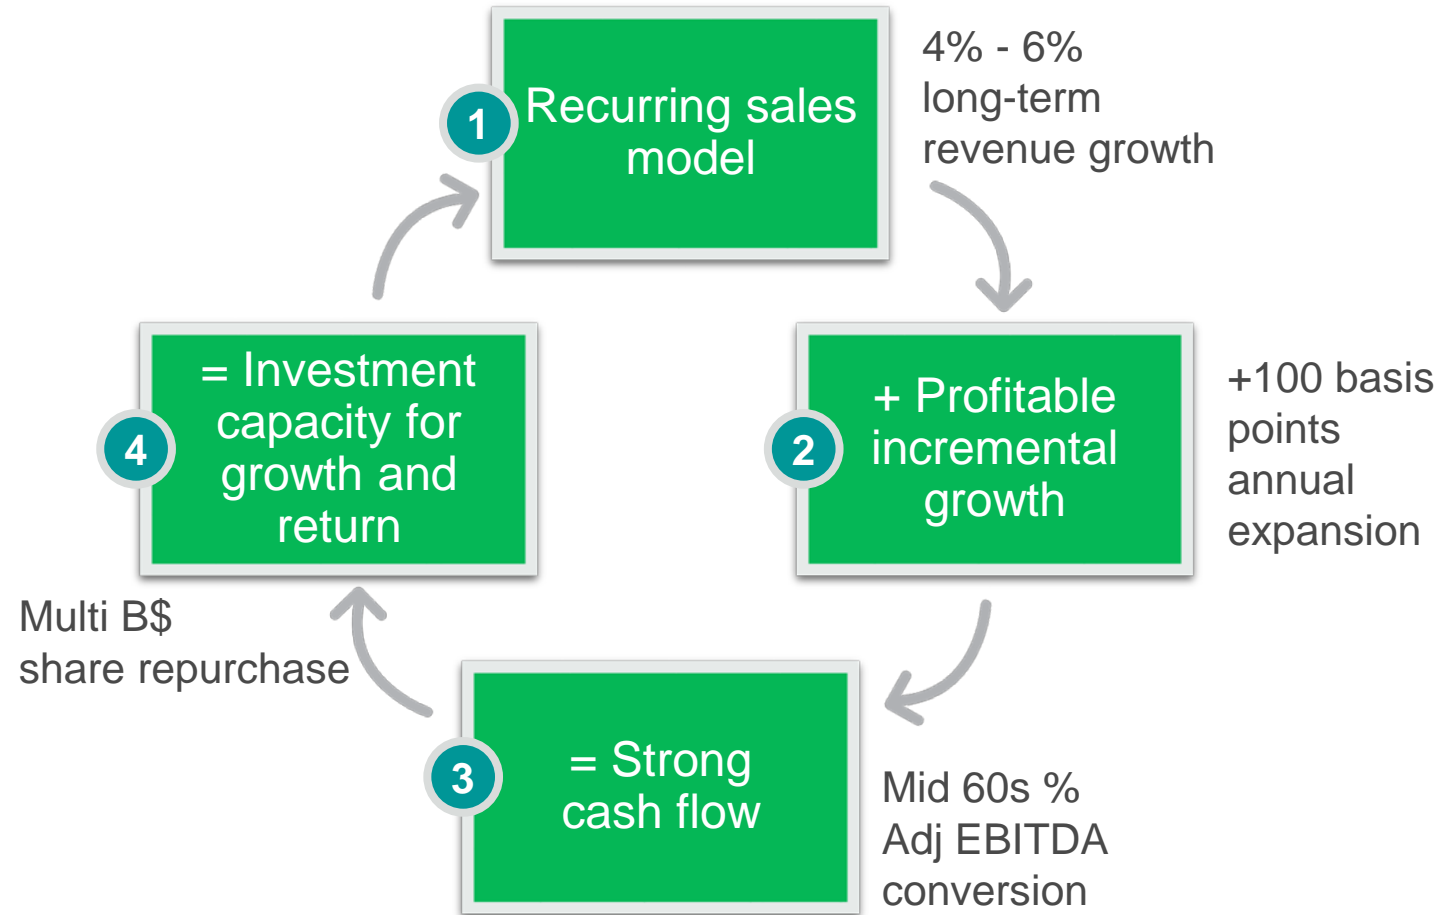 1
Recurring sales
model
4% - 6%
long-term
revenue growth
2
+ Profitable
incremental
growth
+100 basis
points
annual
expansion
3
= Strong
cash flow
Mid 60s %
Adj EBITDA
conversion
4
= Investment
capacity for
growth and
return
Multi B$
share repurchase